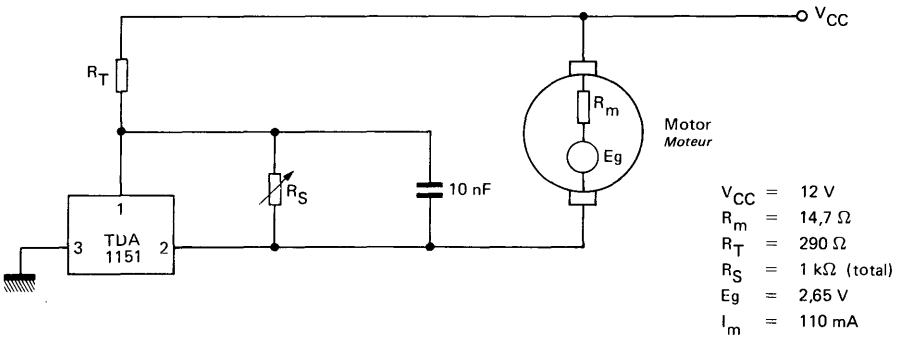 V_CC
R_T
R_m
Motor
Moteur
Eg
R_S
10 nF
1
TDA
1151
3
2
V_CC = 12 V
R_m = 14,7 Ω
R_T = 290 Ω
R_S = 1 kΩ (total)
Eg = 2,65 V
I_m = 110 mA